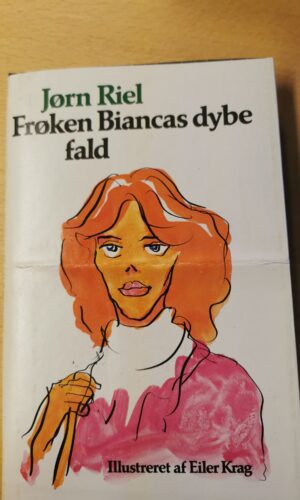 Jørn Riel
Frøken Biancas dybe
fald
Illustreret af Eiler Krag